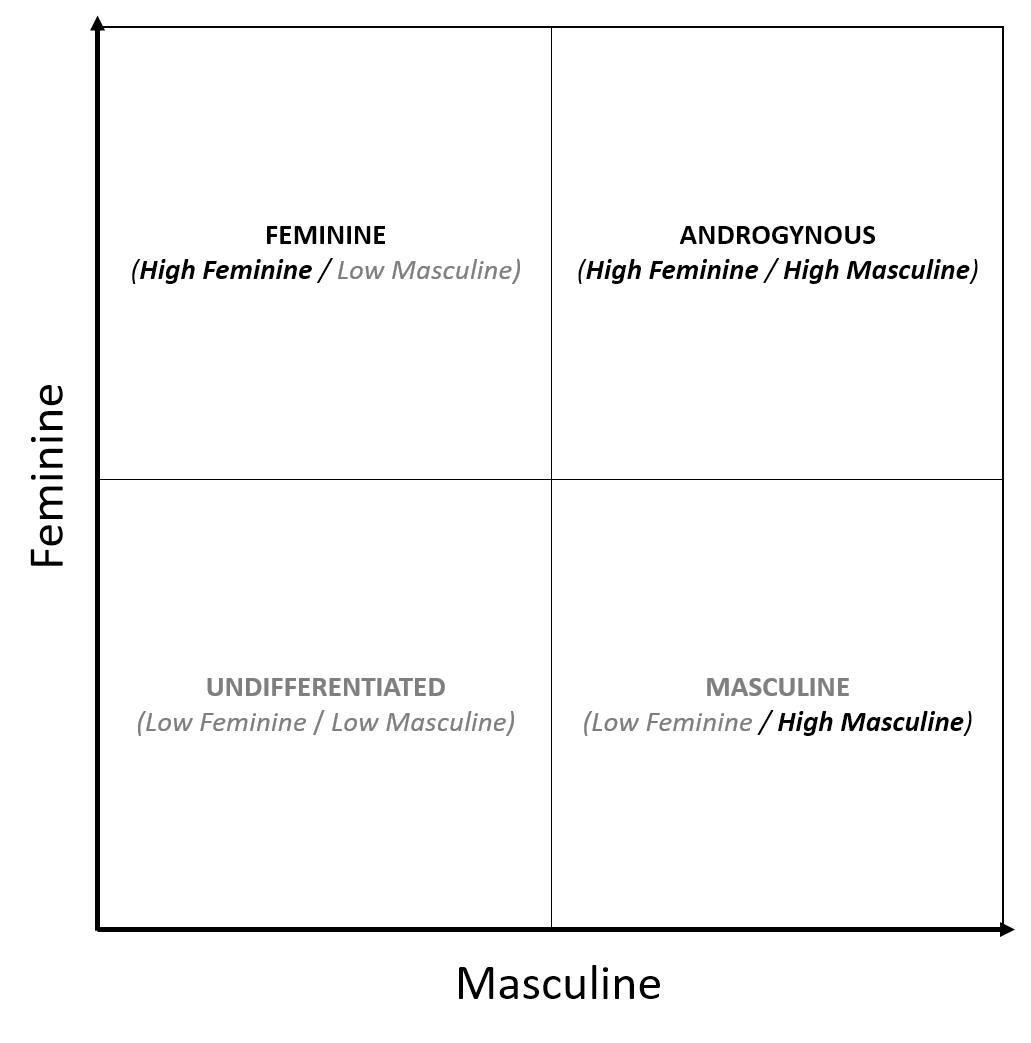 FEMININE
(High Feminine / Low Masculine)
ANDROGYNOUS
(High Feminine / High Masculine)
Feminine
UNDIFFERENTIATED
(Low Feminine / Low Masculine)
MASCULINE
(Low Feminine / High Masculine)
Masculine